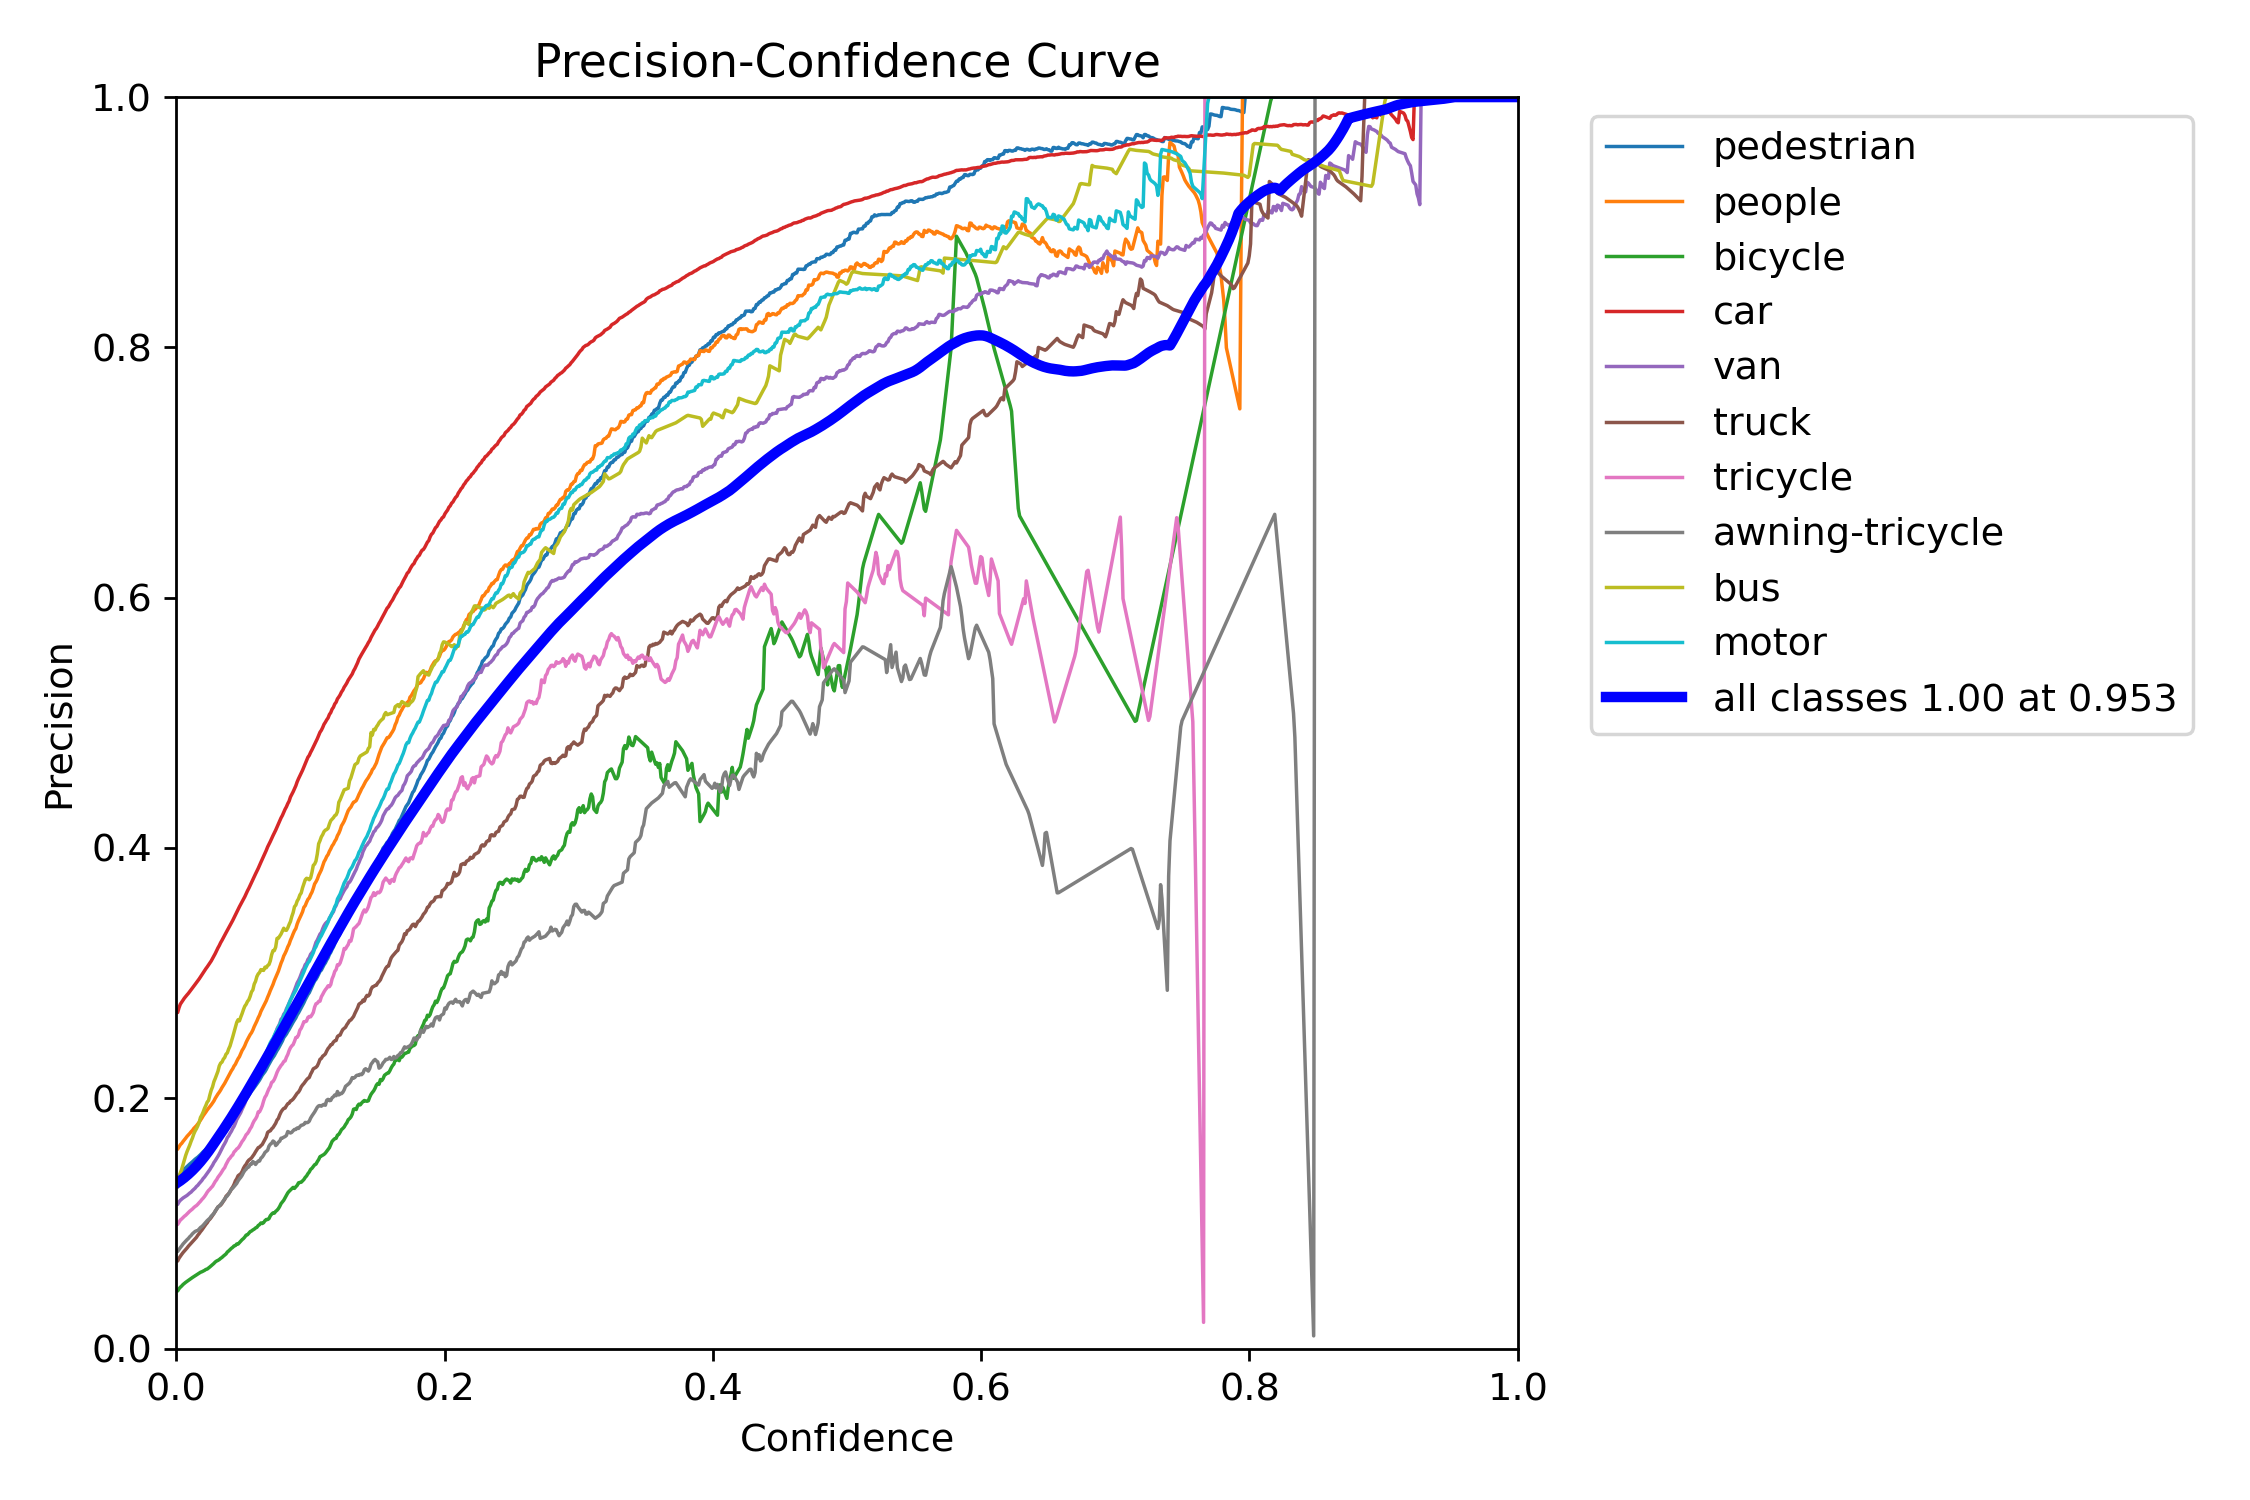 Precision-Confidence Curve
1.0
0.8
0.6
0.4
0.2
0.0
Precision
0.0 0.2 0.4 0.6 0.8 1.0
Confidence
pedestrian
people
bicycle
car
van
truck
tricycle
awning-tricycle
bus
motor
all classes 1.00 at 0.953